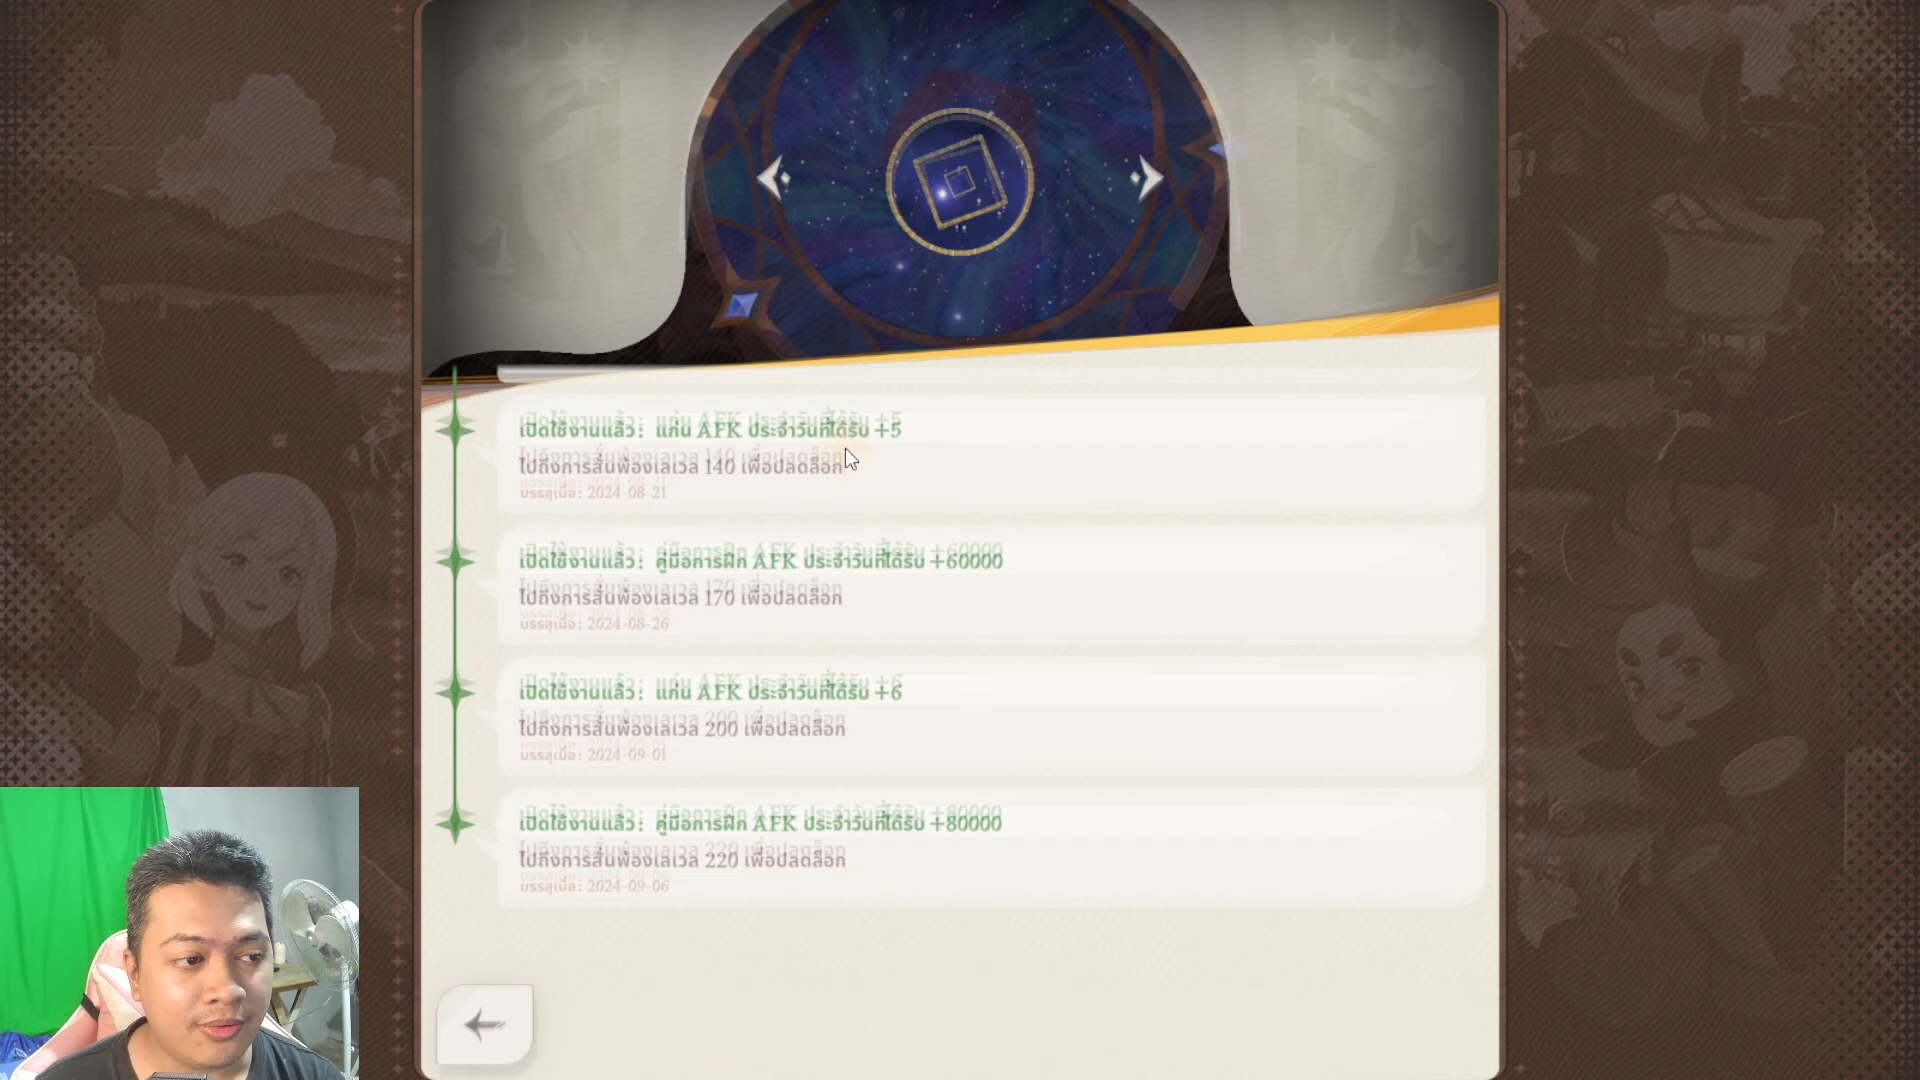 เปิดใช้งานแล้ว: แก่น AFK ประจำวันที่ได้รับ +5
ไปถึงการสั่นพ้องเลเวล 140 เพื่อปลดล็อก
บรรลุเมื่อ: 2024-08-21
เปิดใช้งานแล้ว: คู่มือการฝึก AFK ประจำวันที่ได้รับ +60000
ไปถึงการสั่นพ้องเลเวล 170 เพื่อปลดล็อก
บรรลุเมื่อ: 2024-08-26
เปิดใช้งานแล้ว: แก่น AFK ประจำวันที่ได้รับ +6
ไปถึงการสั่นพ้องเลเวล 200 เพื่อปลดล็อก
บรรลุเมื่อ: 2024-09-01
เปิดใช้งานแล้ว: คู่มือการฝึก AFK ประจำวันที่ได้รับ +80000
ไปถึงการสั่นพ้องเลเวล 220 เพื่อปลดล็อก
บรรลุเมื่อ: 2024-09-06